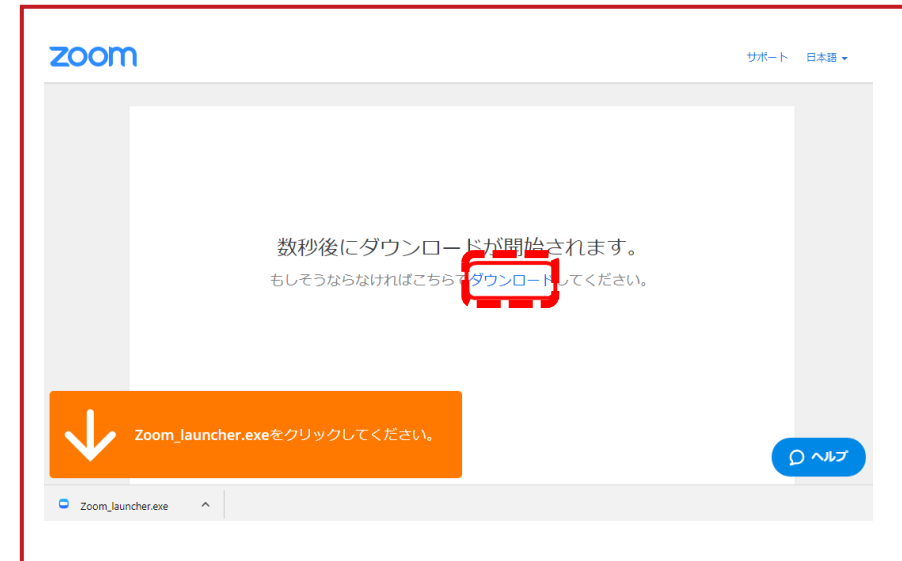 zoom
サポート 日本語
数秒後にダウンロードが開始されます。
もしそうならなければこちらでダウンロードしてください。
Zoom_launcher.exeをクリックしてください。
ヘルプ
Zoom_launcher.exe